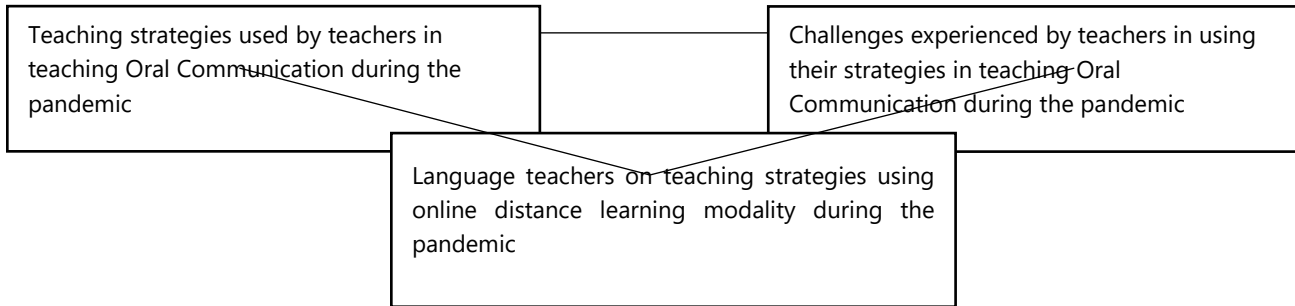 Teaching strategies used by teachers in
teaching Oral Communication during the
pandemic
Challenges experienced by teachers in using
their strategies in teaching Oral
Communication during the pandemic
Language teachers on teaching strategies using
online distance learning modality during the
pandemic